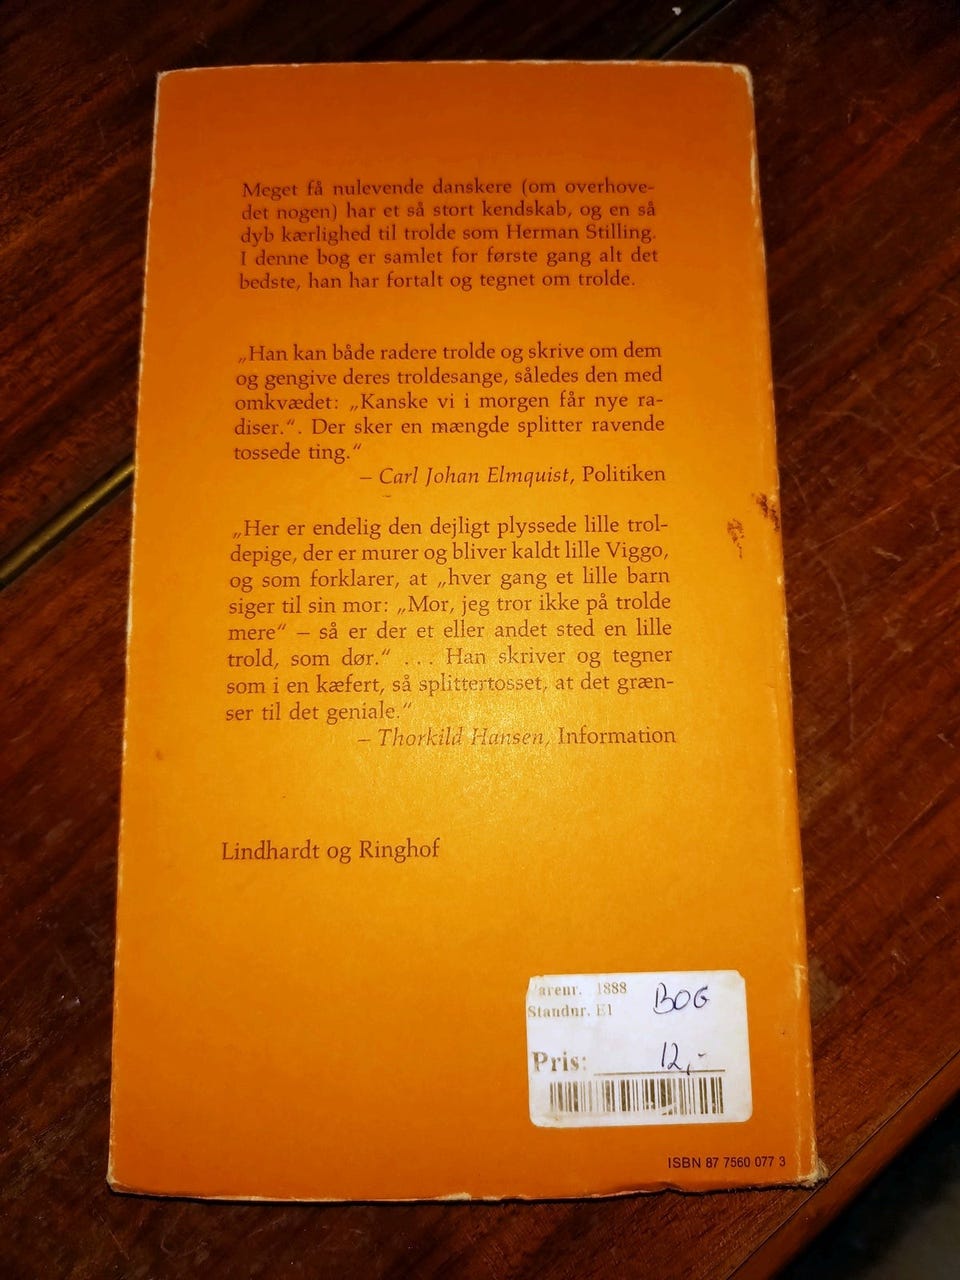 Meget få nulevende danskere (om overhove-
det nogen) har et så stort kendskab, og en så
dyb kærlighed til trolde som Herman Stilling.
I denne bog er samlet for første gang alt det
bedste, han har fortalt og tegnet om trolde.
„Han kan både radere trolde og skrive om dem
og gengive deres troldesange, således den med
omkvædet: „Kanske vi i morgen får nye ra-
diser.“. Der sker en mængde splitter ravende
tossede ting.“
– Carl Johan Elmquist, Politiken
„Her er endelig den dejligt plyssede lille trol-
depige, der er murer og bliver kaldt lille Viggo,
og som forklarer, at „hver gang et lille barn
siger til sin mor: „Mor, jeg tror ikke på trolde
mere“ – så er der et eller andet sted en lille
trold, som dør.“ ... Han skriver og tegner
som i en kæfert, så splittertosset, at det græn-
ser til det geniale.“
– Thorkild Hansen, Information
Lindhardt og Ringhof
arenr. 1888 BOG
Standnr. E1
Pris: 12,-
ISBN 87 7560 077 3